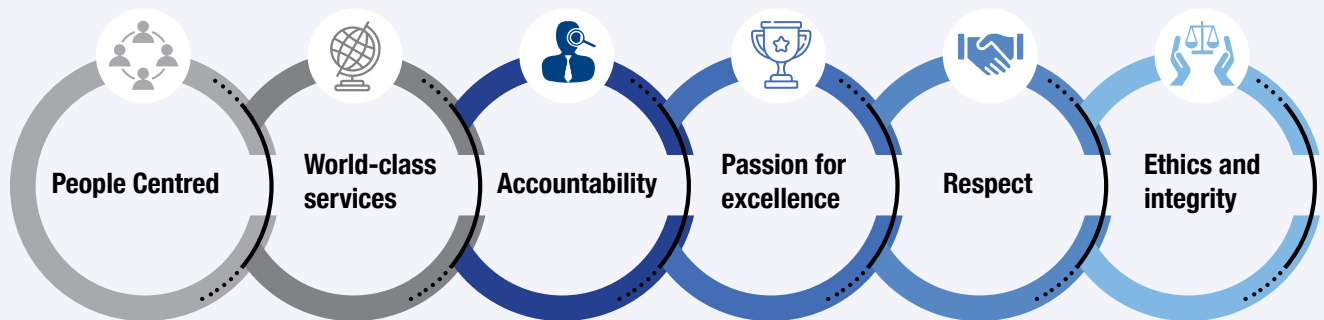 People Centred
World-class
services
Accountability
Passion for
excellence
Respect
Ethics and
integrity